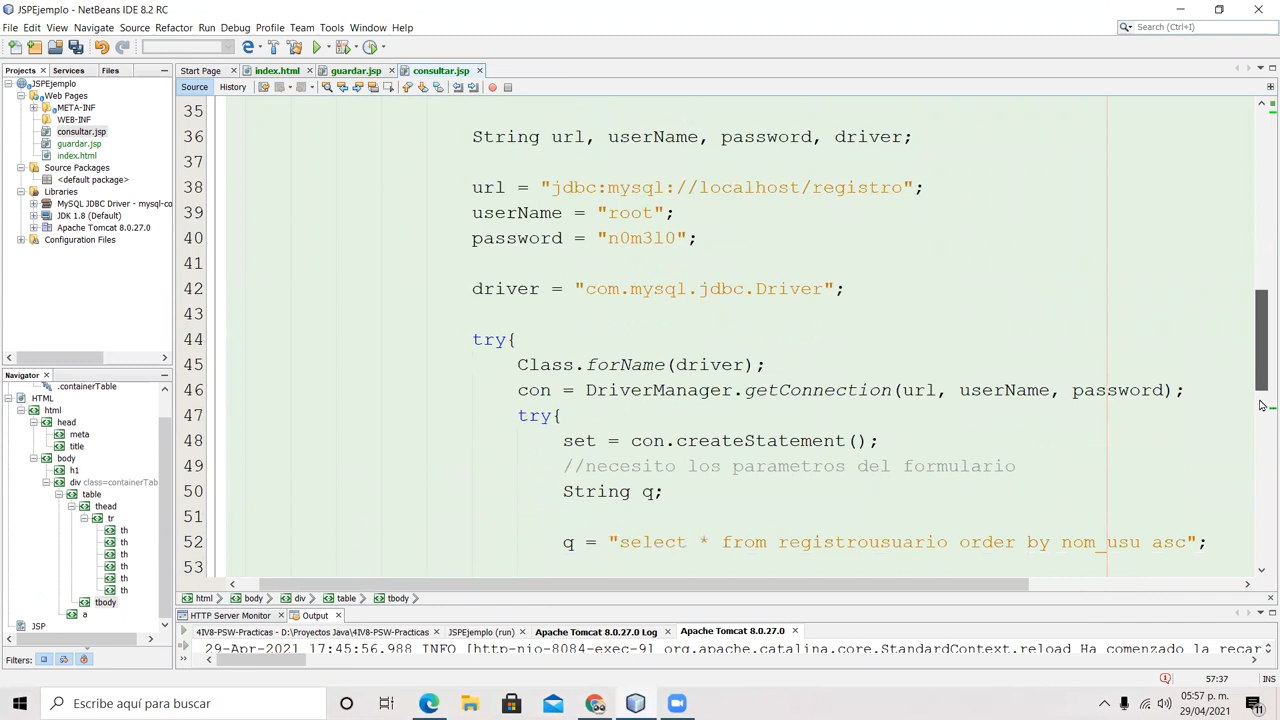 JSPEjemplo - NetBeans IDE 8.2 RC
File Edit View Navigate Source Refactor Run Debug Profile Team Tools Window Help
Search (Ctrl+I)
Projects Services Files
Start Page index.html guardar.jsp consultar.jsp
Source History
JSPEjemplo
Web Pages
META-INF
WEB-INF
consultar.jsp
guardar.jsp
index.html
Source Packages
<default package>
Libraries
MySQL JDBC Driver - mysql-co
JDK 1.8 (Default)
Apache Tomcat 8.0.27.0
Configuration Files
35
36 String url, userName, password, driver;
37
38 url = "jdbc:mysql://localhost/registro";
39 userName = "root";
40 password = "n0m3l0";
41
42 driver = "com.mysql.jdbc.Driver";
43
44 try{
45 Class.forName(driver);
46 con = DriverManager.getConnection(url, userName, password);
47 try{
48 set = con.createStatement();
49 //necesito los parametros del formulario
50 String q;
51
52 q = "select * from registrousuario order by nom_usu asc";
53
Navigator
.containerTable
HTML
html
head
meta
title
body
h1
div class=containerTab
table
thead
tr
th
th
th
th
th
th
tbody
a
JSP
Filters:
html body div table tbody
HTTP Server Monitor Output
4IV8-PSW-Practicas - D:\Proyectos Java\4IV8-PSW-Practicas JSPEjemplo (run) Apache Tomcat 8.0.27.0 Log Apache Tomcat 8.0.27.0
29-Apr-2021 17:45:56.988 INFO [http-nio-8084-exec-9] org.apache.catalina.core.StandardContext.reload Ha comenzado la recar
57:37 INS
Escribe aquí para buscar
05:57 p. m.
29/04/2021
11